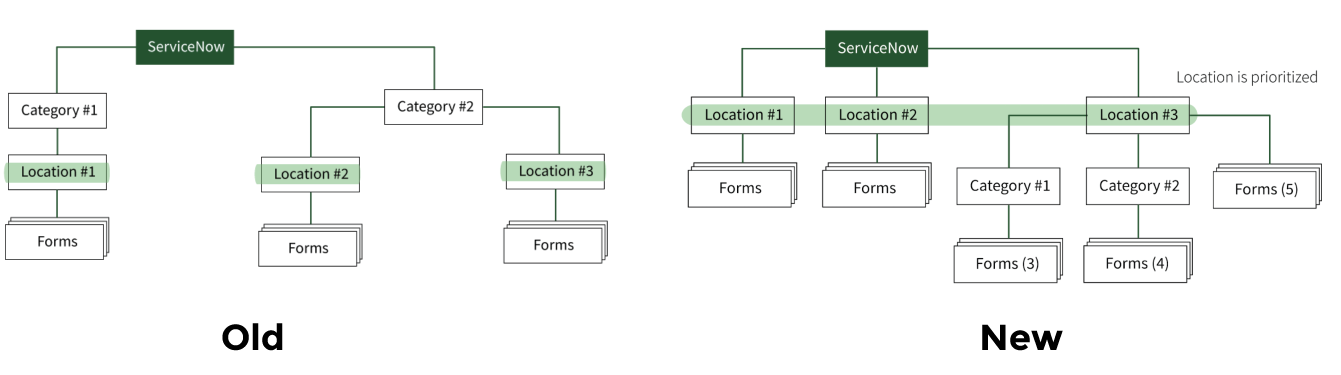 ServiceNow
Category #1
Category #2
Location #1
Location #2
Location #3
Forms
Forms
Forms
Old
ServiceNow
Location is prioritized
Location #1
Location #2
Location #3
Forms
Forms
Category #1
Category #2
Forms (5)
Forms (3)
Forms (4)
New